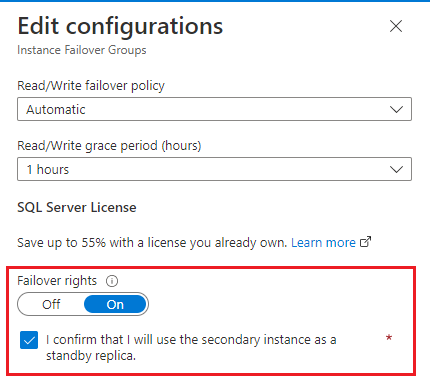 Edit configurations
Instance Failover Groups
Read/Write failover policy
Automatic
Read/Write grace period (hours)
1 hours
SQL Server License
Save up to 55% with a license you already own. Learn more
Failover rights
Off On
I confirm that I will use the secondary instance as a *
standby replica.